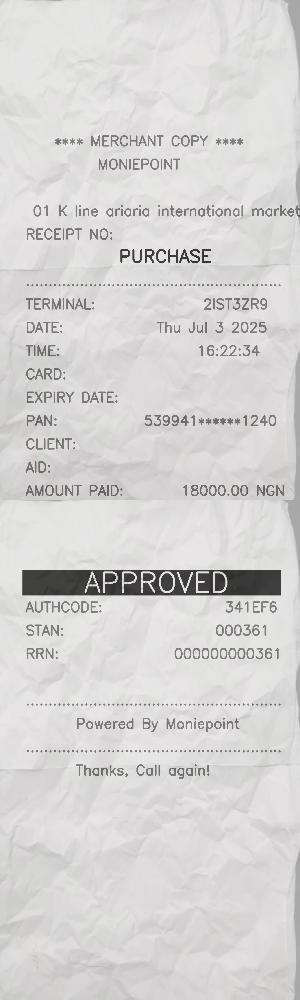 **** MERCHANT COPY ****
MONIEPOINT
01 K line ariaria international market
RECEIPT NO:
PURCHASE
TERMINAL: 2IST3ZR9
DATE: Thu Jul 3 2025
TIME: 16:22:34
CARD:
EXPIRY DATE:
PAN: 539941******1240
CLIENT:
AID:
AMOUNT PAID: 18000.00 NGN
APPROVED
AUTHCODE: 341EF6
STAN: 000361
RRN: 000000000361
Powered By Moniepoint
Thanks, Call again!